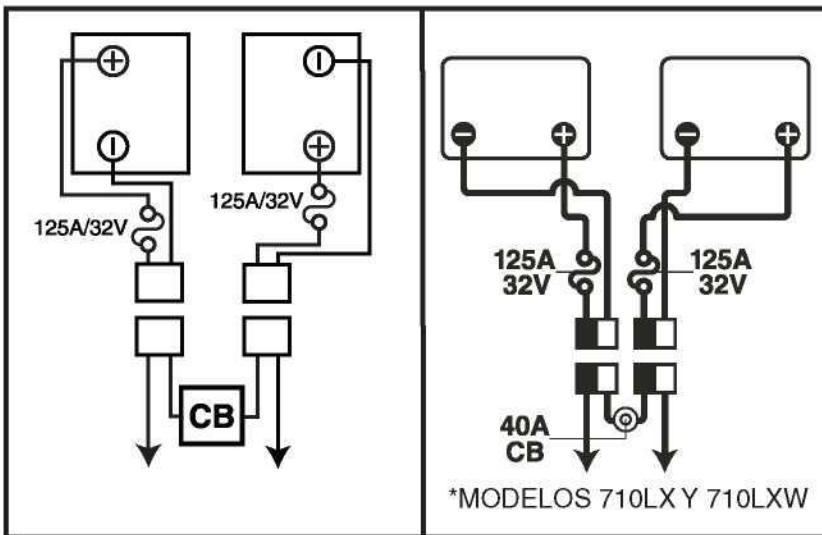 125A/32V
125A/32V
CB
125A
32V
125A
32V
40A
CB
*MODELOS 710LX Y 710LXW